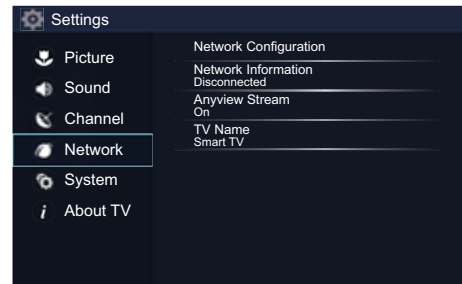 Settings
Picture
Sound
Channel
Network
System
About TV
Network Configuration
Network Information
Disconnected
Anyview Stream
On
TV Name
Smart TV